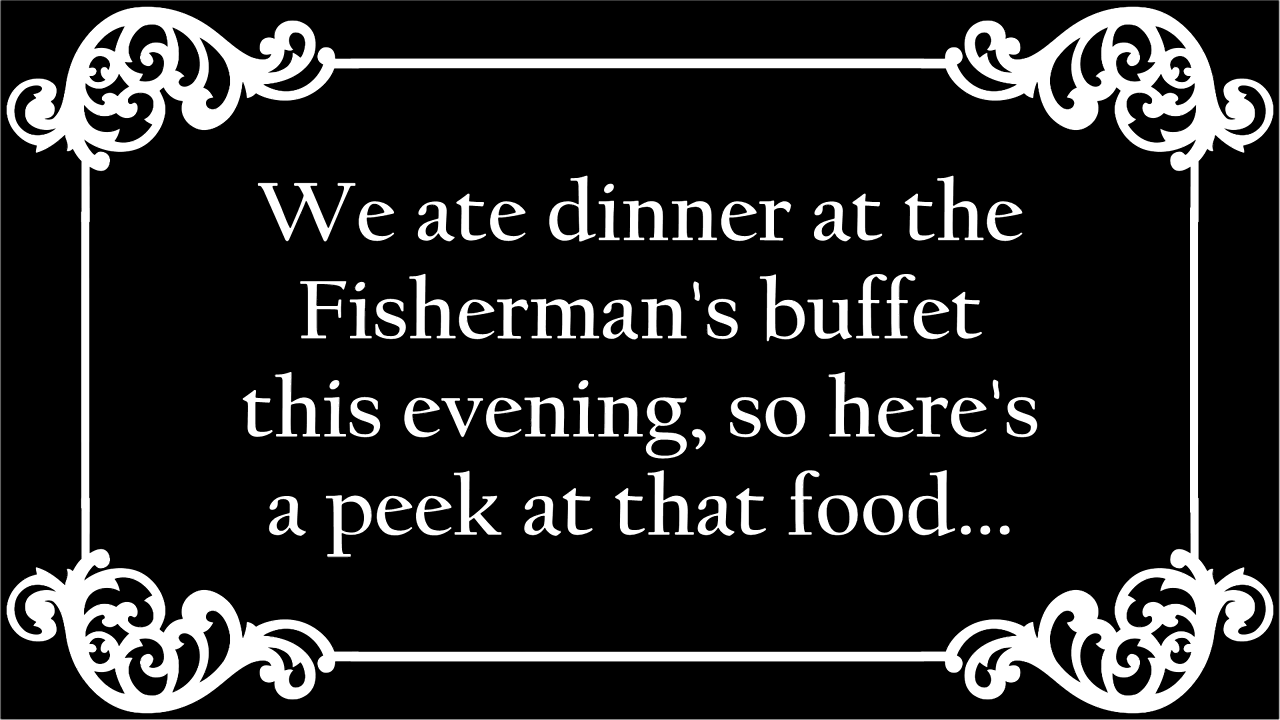 We ate dinner at the
Fisherman's buffet
this evening, so here's
a peek at that food...